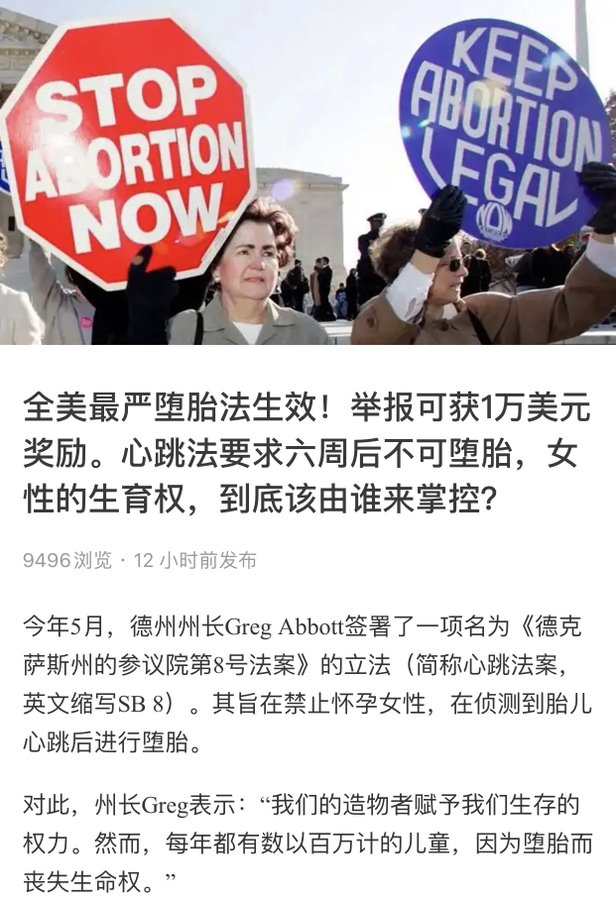 STOP
ABORTION
NOW
KEEP
ABORTION
LEGAL
全美最严堕胎法生效！举报可获1万美元
奖励。心跳法要求六周后不可堕胎，女
性的生育权，到底该由谁来掌控?
9496浏览 · 12 小时前发布
今年5月，德州州长Greg Abbott签署了一项名为《德克
萨斯州的参议院第8号法案》的立法（简称心跳法案，
英文缩写SB 8）。其旨在禁止怀孕女性，在侦测到胎儿
心跳后进行堕胎。
对此，州长Greg表示：“我们的造物者赋予我们生存的
权力。然而，每年都有数以百万计的儿童，因为堕胎而
丧失生命权。”